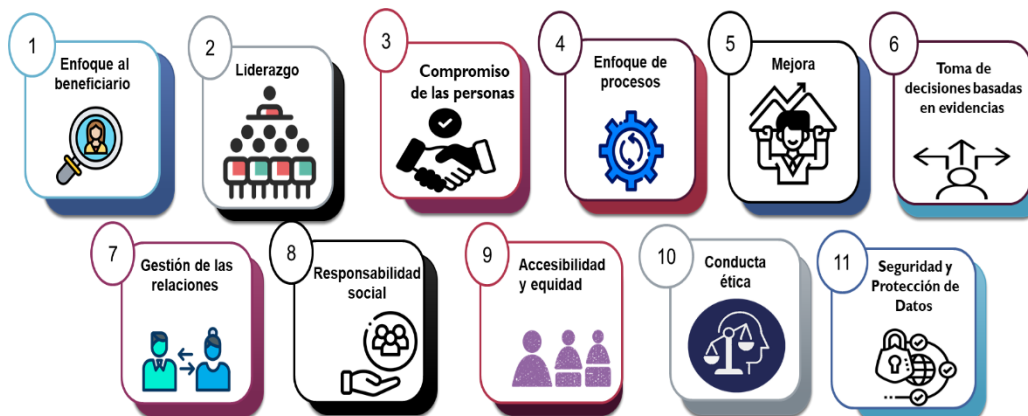 1
Enfoque al
beneficiario
2
Liderazgo
3
Compromiso
de las personas
4
Enfoque de
procesos
5
Mejora
6
Toma de
decisiones basadas
en evidencias
7
Gestión de las
relaciones
8
Responsabilidad
social
9
Accesibilidad
y equidad
10
Conducta
ética
11
Seguridad y
Protección de
Datos